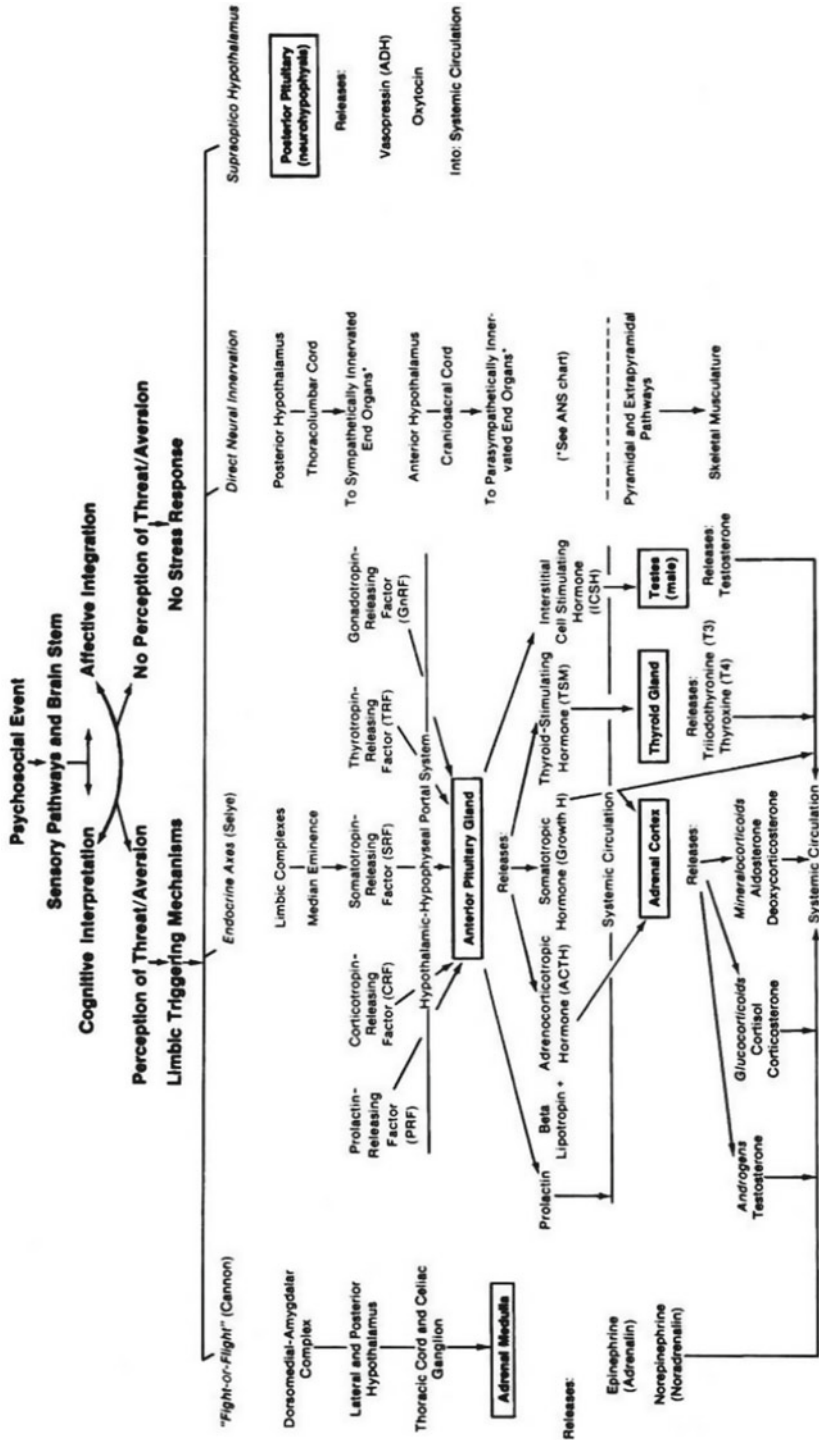 Psychosocial Event
Sensory Pathways and Brain Stem
Cognitive Interpretation
Affective Integration
Perception of Threat/Aversion
No Perception of Threat/Aversion
Limbic Triggering Mechanisms
No Stress Response
"Fight-or-Flight" (Cannon)
Dorsomedial-Amygdalar
Complex
Lateral and Posterior
Hypothalamus
Thoracic Cord and Celiac
Ganglion
Adrenal Medulla
Releases:
Epinephrine
(Adrenalin)
Norepinephrine
(Noradrenalin)
Endocrine Axes (Selye)
Limbic Complexes
Median Eminence
Prolactin-
Releasing
Factor
(PRF)
Corticotropin-
Releasing
Factor (CRF)
Somatotropin-
Releasing
Factor (SRF)
Thyrotropin-
Releasing
Factor (TRF)
Gonadotropin-
Releasing
Factor
(GnRF)
Hypothalamic-Hypophyseal Portal System
Anterior Pituitary Gland
Releases:
Prolactin
Beta
Lipotropin +
Adrenocorticotropic
Hormone (ACTH)
Somatotropic
Hormone (Growth H)
Thyroid-Stimulating
Hormone (TSM)
Interstitial
Cell Stimulating
Hormone
(ICSH)
Systemic Circulation
Adrenal Cortex
Thyroid Gland
Testes
(male)
Releases:
Androgens
Testosterone
Glucocorticoids
Cortisol
Corticosterone
Mineralocorticoids
Aldosterone
Deoxycorticosterone
Releases:
Triiodothyronine (T3)
Thyroxine (T4)
Releases:
Testosterone
Systemic Circulation
Direct Neural Innervation
Posterior Hypothalamus
Thoracolumbar Cord
To Sympathetically Innervated
End Organs*
Anterior Hypothalamus
Craniosacral Cord
To Parasympathetically Inner-
vated End Organs*
(*See ANS chart)
Pyramidal and Extrapyramidal
Pathways
Skeletal Musculature
Supraoptico Hypothalamus
Posterior Pituitary
(neurohypophysis)
Releases:
Vasopressin (ADH)
Oxytocin
Into: Systemic Circulation